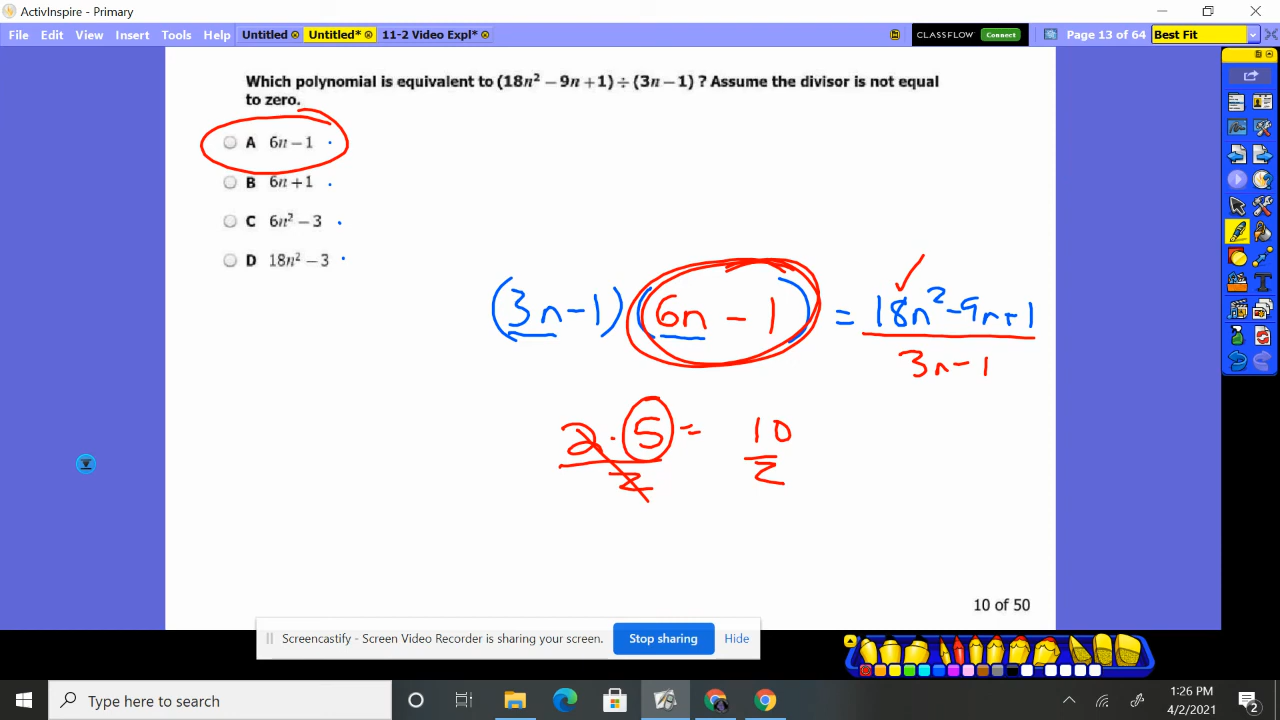 ActivInspire - Primary
File Edit View Insert Tools Help Untitled Untitled* 11-2 Video Expl* CLASSFLOW Connect Page 13 of 64 Best Fit
Which polynomial is equivalent to (18n² − 9n + 1) ÷ (3n − 1) ? Assume the divisor is not equal
to zero.
A 6n − 1
B 6n + 1
C 6n² − 3
D 18n² − 3
(3n-1)(6n - 1) = 18n²-9n+1
3n-1
2 · 5 = 10
2 2
10 of 50
Screencastify - Screen Video Recorder is sharing your screen. Stop sharing Hide
Type here to search
1:26 PM
4/2/2021
2